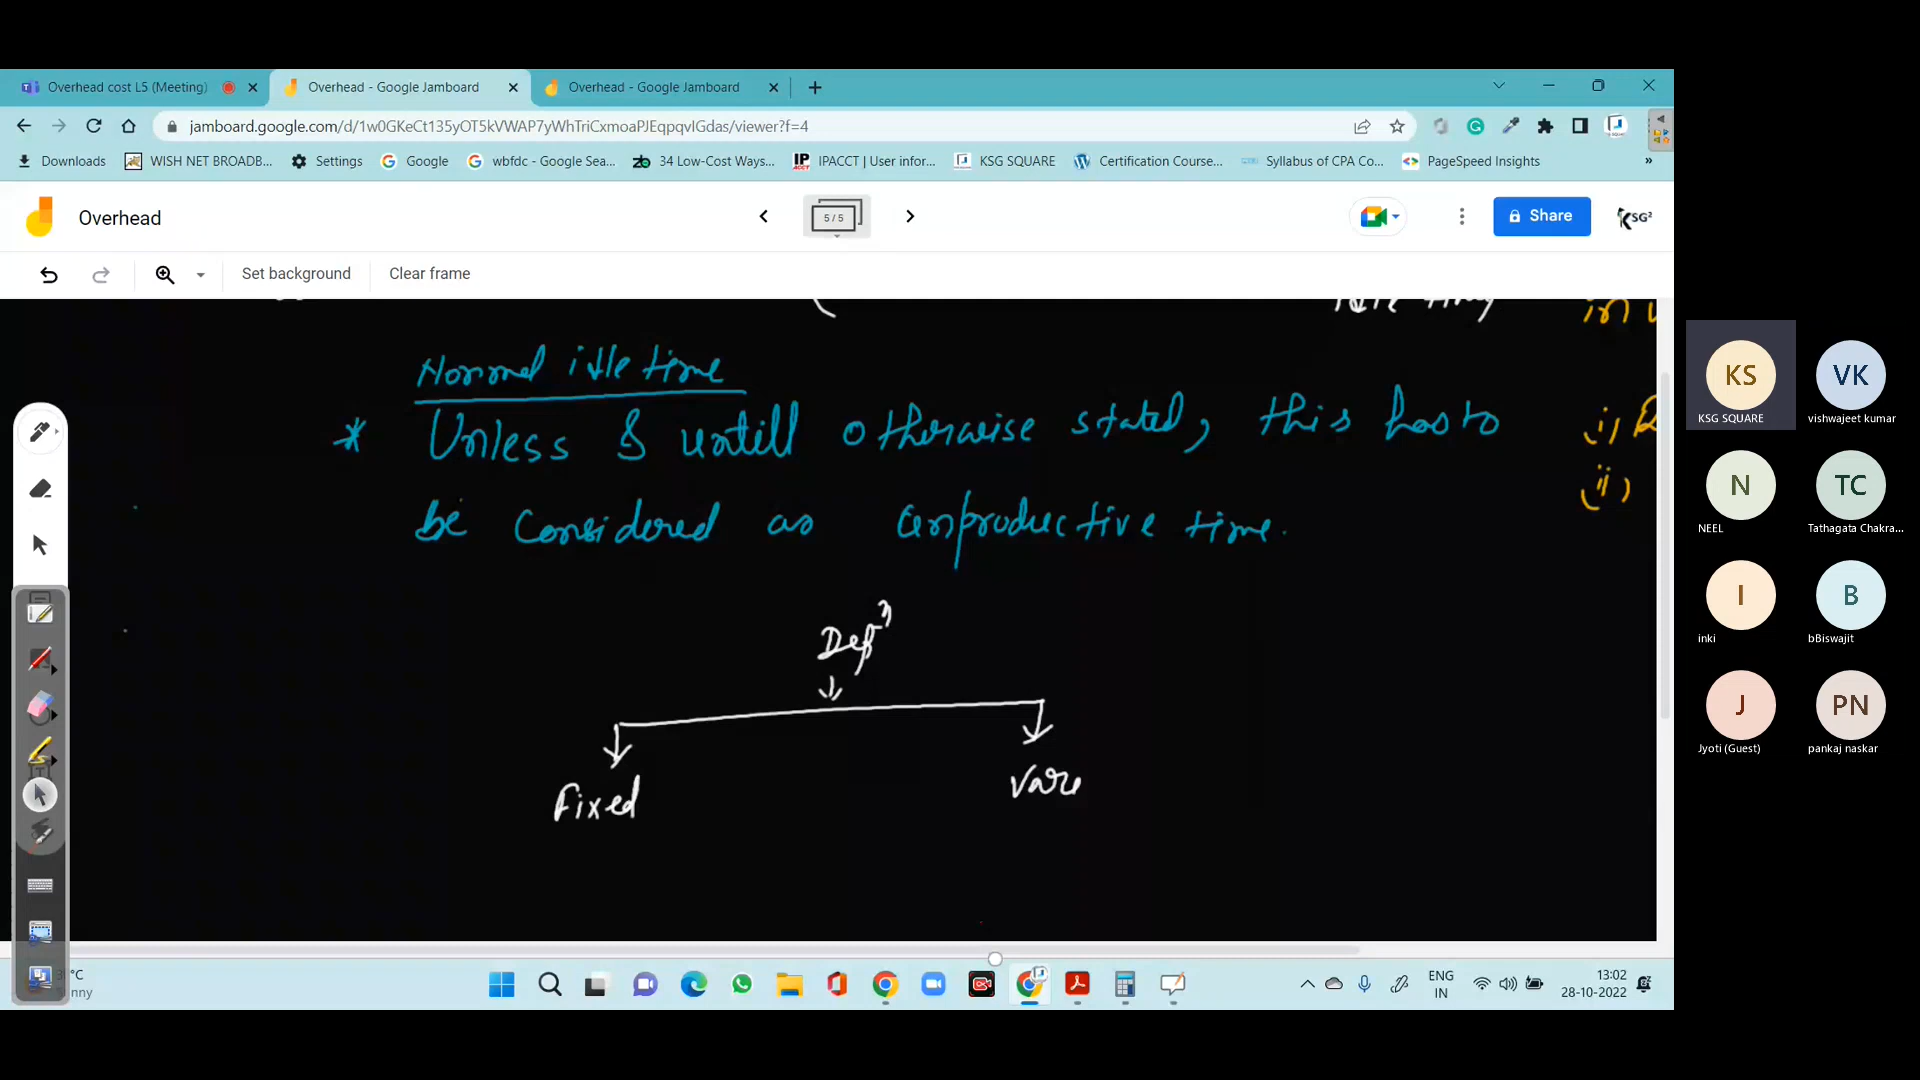 Overhead cost L5 (Meeting)
Overhead - Google Jamboard
Overhead - Google Jamboard
jamboard.google.com/d/1w0GKeCt135yOT5kVWAP7yWhTriCxmoaPJEqpqvIGdas/viewer?f=4
Downloads
WISH NET BROADB...
Settings
Google
wbfdc - Google Sea...
34 Low-Cost Ways...
IPACCT | User infor...
KSG SQUARE
Certification Course...
Syllabus of CPA Co...
PageSpeed Insights
Overhead
5 / 5
Share
KSG²
Set background
Clear frame
Normal idle time
* Unless & untill otherwise stated, this has to
be considered as unproductive time.
i)
ii)
Depⁿ
Fixed
Vare
KS
KSG SQUARE
VK
vishwajeet kumar
N
NEEL
TC
Tathagata Chakra...
I
inki
B
bBiswajit
J
Jyoti (Guest)
PN
pankaj naskar
ENG
IN
13:02
28-10-2022